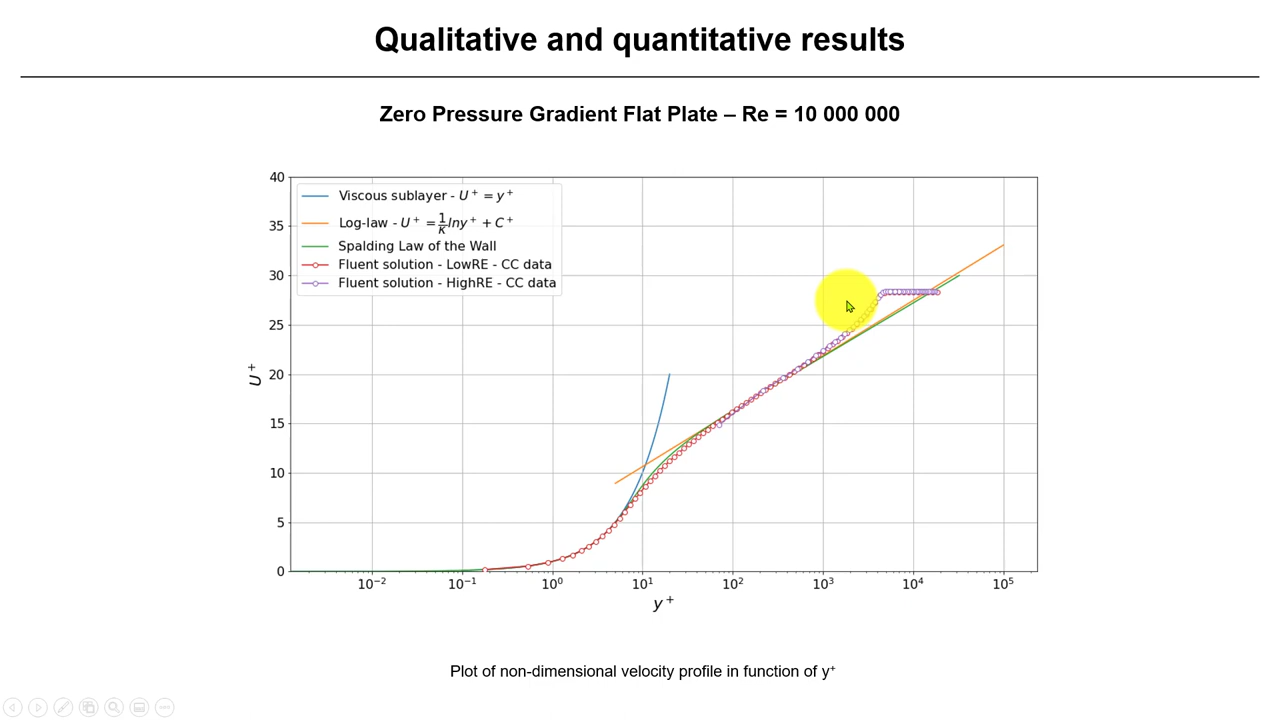 Qualitative and quantitative results
Zero Pressure Gradient Flat Plate – Re = 10 000 000
40
35
30
25
20
15
10
5
0
U⁺
Viscous sublayer - U⁺ = y⁺
Log-law - U⁺ = 1/κ lny⁺ + C⁺
Spalding Law of the Wall
Fluent solution - LowRE - CC data
Fluent solution - HighRE - CC data
10⁻² 10⁻¹ 10⁰ 10¹ 10² 10³ 10⁴ 10⁵
y⁺
Plot of non-dimensional velocity profile in function of y⁺